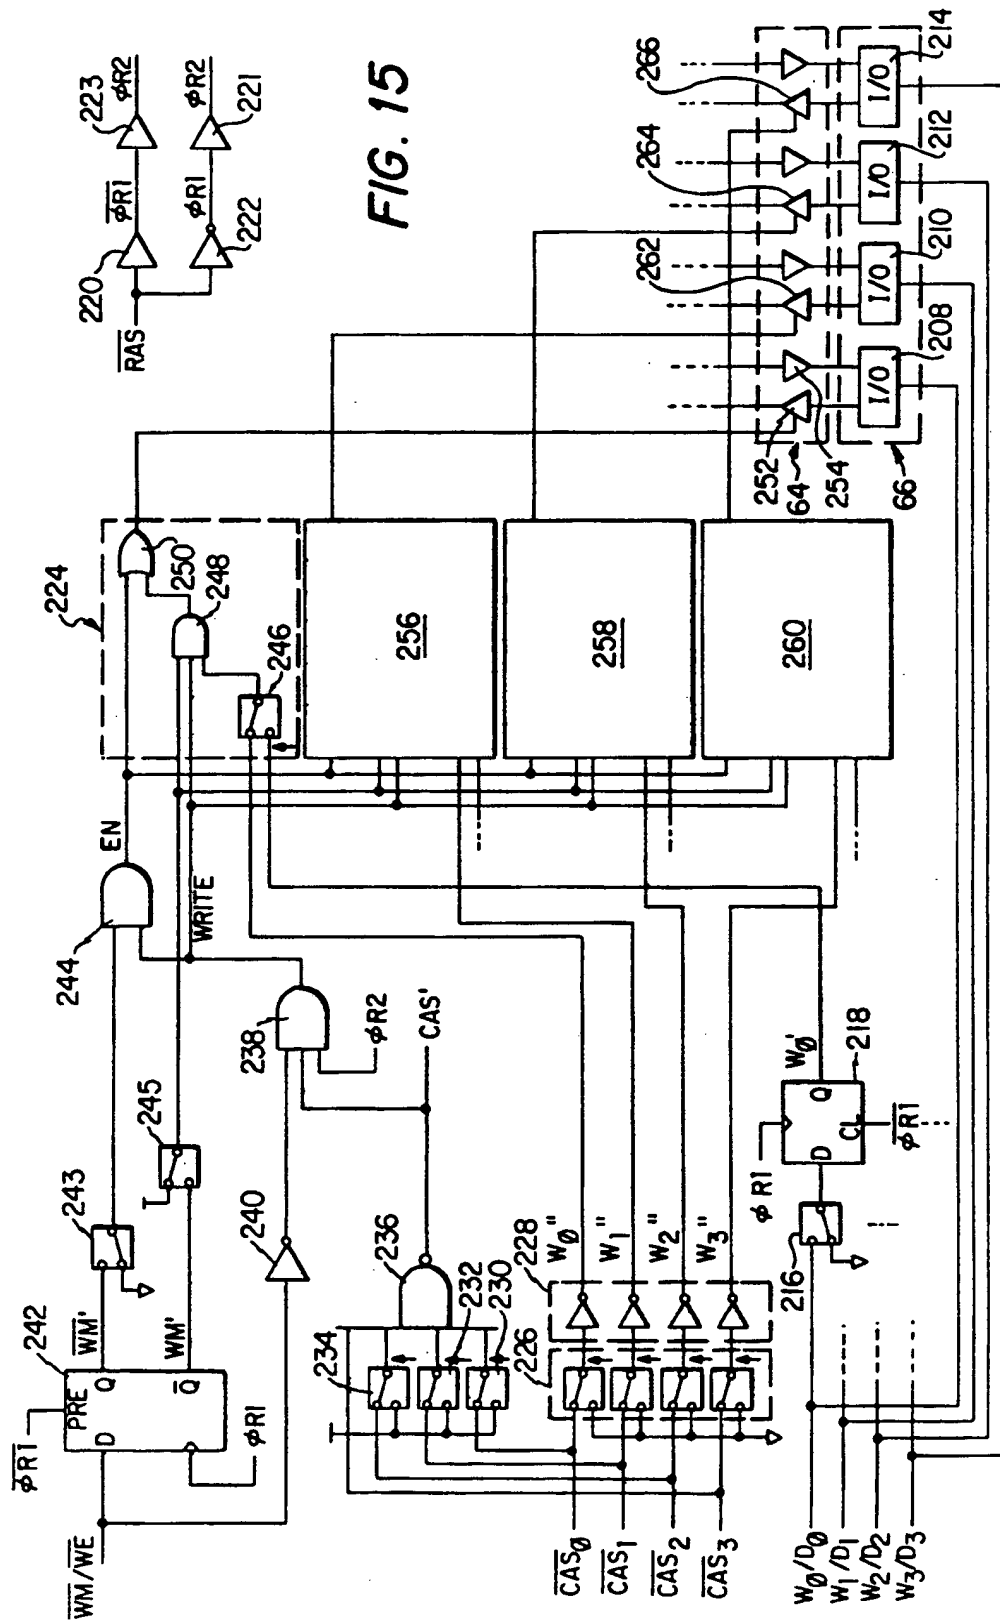 FIG. 15
RAS
220
φR1
223
φR2
222
φR1
221
φR2
WM/WE
φR1
242
D
PRE
Q
Q
WM'
WM'
φR1
243
245
244
EN
WRITE
240
238
φR2
CAS'
234
236
232
230
224
250
248
246
256
258
260
CAS0
CAS1
CAS2
CAS3
226
228
W0"
W1"
W2"
W3"
W0/D0
W1/D1
W2/D2
W3/D3
216
φR1
D
Q
CL
W0'
218
φR1
252
64
254
66
262
264
266
I/O
I/O
I/O
I/O
208
210
212
214